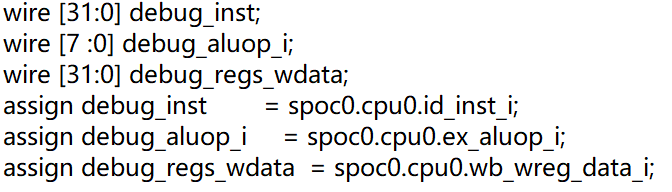 wire [31:0] debug_inst;
wire [7 :0] debug_aluop_i;
wire [31:0] debug_regs_wdata;
assign debug_inst        = spoc0.cpu0.id_inst_i;
assign debug_aluop_i     = spoc0.cpu0.ex_aluop_i;
assign debug_regs_wdata  = spoc0.cpu0.wb_wreg_data_i;